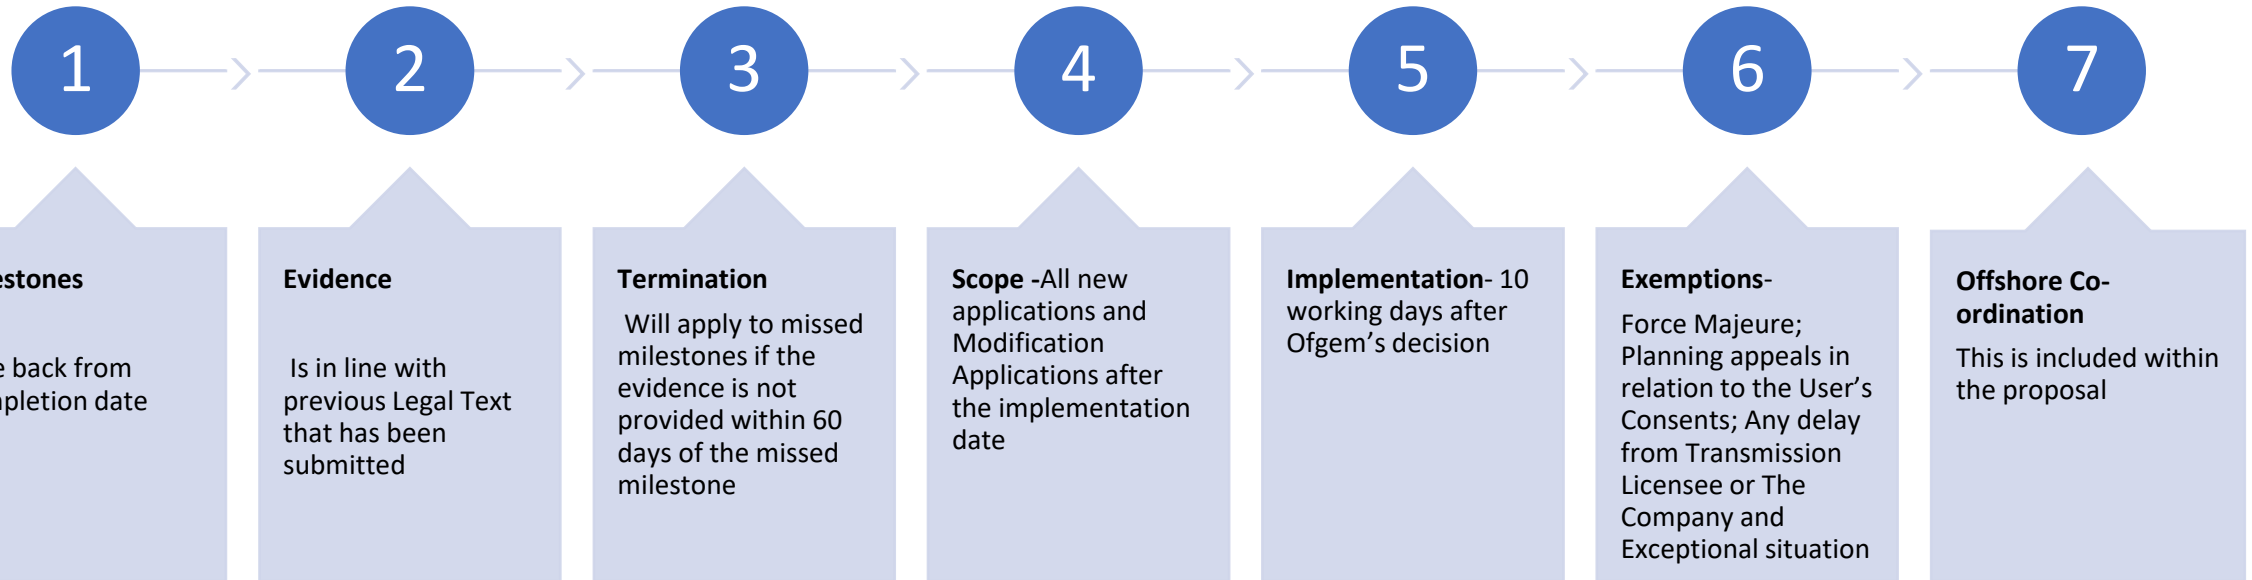 1
2
3
4
5
6
7
estones
e back from
pletion date
Evidence
Is in line with
previous Legal Text
that has been
submitted
Termination
Will apply to missed
milestones if the
evidence is not
provided within 60
days of the missed
milestone
Scope -All new
applications and
Modification
Applications after
the implementation
date
Implementation- 10
working days after
Ofgem's decision
Exemptions-
Force Majeure;
Planning appeals in
relation to the User's
Consents; Any delay
from Transmission
Licensee or The
Company and
Exceptional situation
Offshore Co-
ordination
This is included within
the proposal